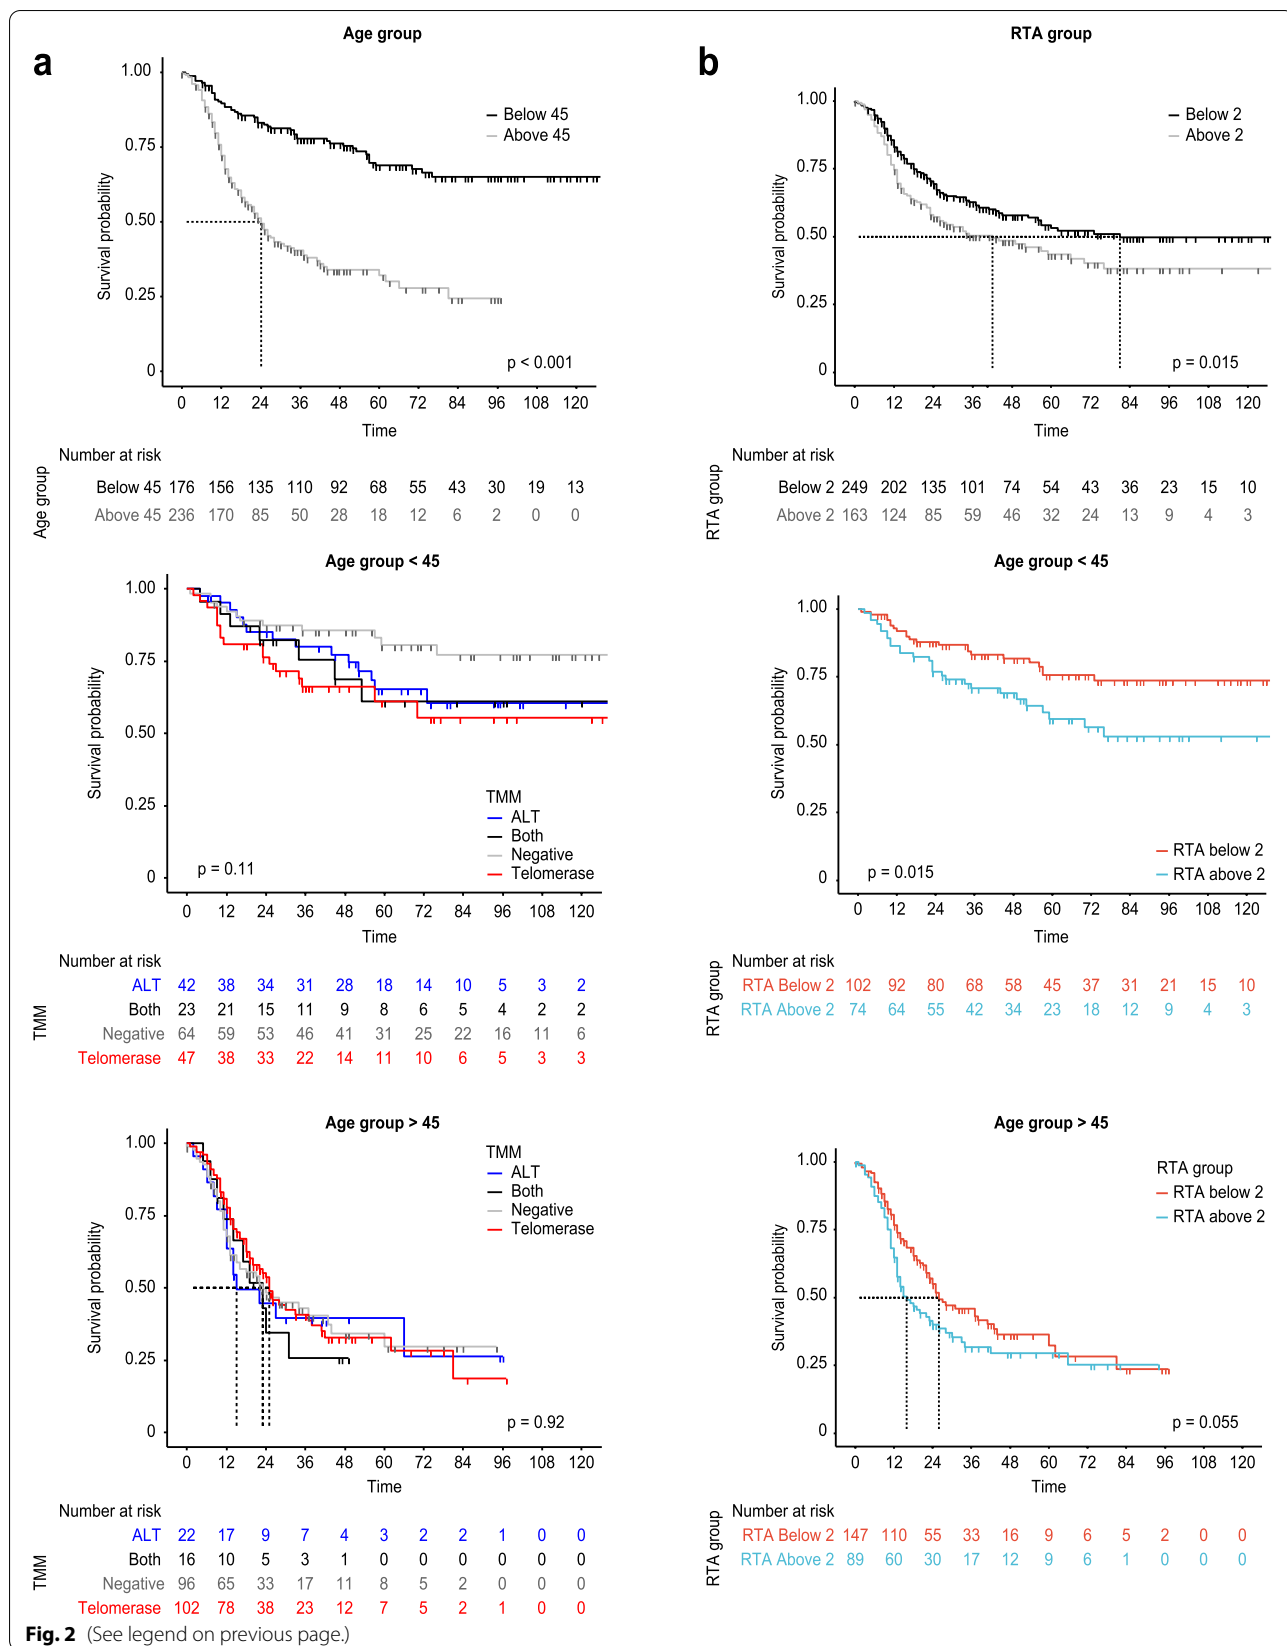 a
Age group
1.00
0.75
0.50
0.25
0
Survival probability
Below 45
Above 45
p < 0.001
0 12 24 36 48 60 72 84 96 108 120
Time
Number at risk
Age group
Below 45 176 156 135 110 92 68 55 43 30 19 13
Above 45 236 170 85 50 28 18 12 6 2 0 0
Age group < 45
1.00
0.75
0.50
0.25
0
Survival probability
TMM
ALT
Both
Negative
Telomerase
p = 0.11
0 12 24 36 48 60 72 84 96 108 120
Time
Number at risk
TMM
ALT 42 38 34 31 28 18 14 10 5 3 2
Both 23 21 15 11 9 8 6 5 4 2 2
Negative 64 59 53 46 41 31 25 22 16 11 6
Telomerase 47 38 33 22 14 11 10 6 5 3 3
Age group > 45
1.00
0.75
0.50
0.25
0
Survival probability
TMM
ALT
Both
Negative
Telomerase
p = 0.92
0 12 24 36 48 60 72 84 96 108 120
Time
Number at risk
TMM
ALT 22 17 9 7 4 3 2 2 1 0 0
Both 16 10 5 3 1 0 0 0 0 0 0
Negative 96 65 33 17 11 8 5 2 0 0 0
Telomerase 102 78 38 23 12 7 5 2 1 0 0
b
RTA group
1.00
0.75
0.50
0.25
0
Survival probability
Below 2
Above 2
p = 0.015
0 12 24 36 48 60 72 84 96 108 120
Time
Number at risk
RTA group
Below 2 249 202 135 101 74 54 43 36 23 15 10
Above 2 163 124 85 59 46 32 24 13 9 4 3
Age group < 45
1.00
0.75
0.50
0.25
0
Survival probability
RTA below 2
RTA above 2
p = 0.015
0 12 24 36 48 60 72 84 96 108 120
Time
Number at risk
RTA group
RTA Below 2 102 92 80 68 58 45 37 31 21 15 10
RTA Above 2 74 64 55 42 34 23 18 12 9 4 3
Age group > 45
1.00
0.75
0.50
0.25
0
Survival probability
RTA group
RTA below 2
RTA above 2
p = 0.055
0 12 24 36 48 60 72 84 96 108 120
Time
Number at risk
RTA group
RTA Below 2 147 110 55 33 16 9 6 5 2 0 0
RTA Above 2 89 60 30 17 12 9 6 1 0 0 0
Fig. 2 (See legend on previous page.)